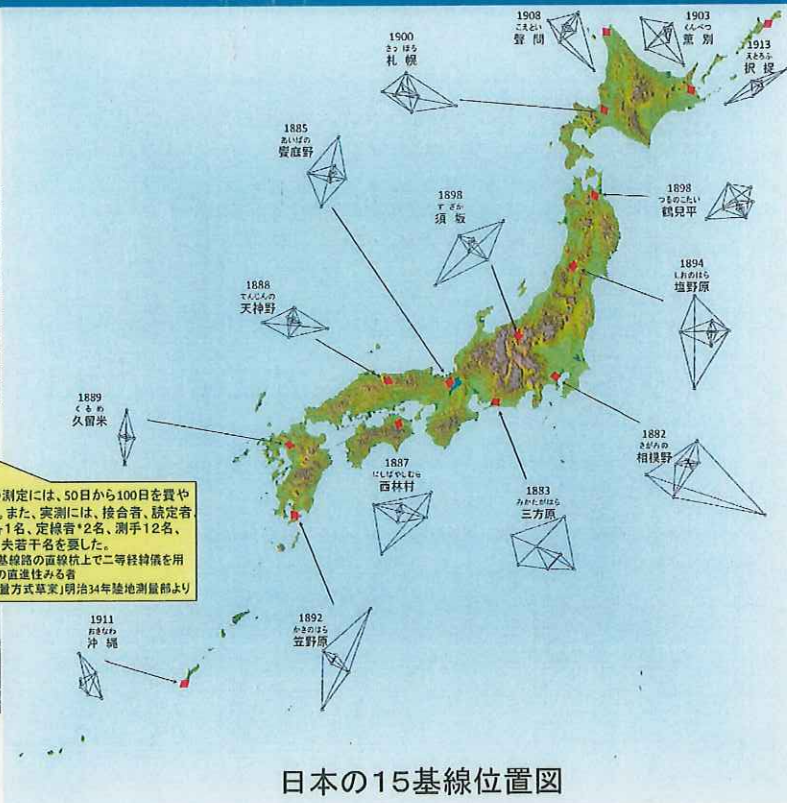 1908
こえとい
聲問
1903
くんべつ
薫別
1913
えとろふ
択捉
1900
さっぽろ
札幌
1885
あいばの
饗庭野
1898
すざか
須坂
1898
つるのこたい
鶴見平
1888
てんじんの
天神野
1894
しおのはら
塩野原
1889
くるめ
久留米
1882
さがみの
相模野
1887
にしばやしむら
西林村
1883
みかたがはら
三方原
測定には、50日から100日を費や
。また、実測には、接合者、読定者、
1名、定線者*2名、測手12名、
夫若干名を要した。
基線路の直線杭上で二等経緯儀を用
の直進性みる者
量方式草案」明治34年陸地測量部より
1911
おきなわ
沖縄
1892
かさのはら
笠野原
日本の15基線位置図